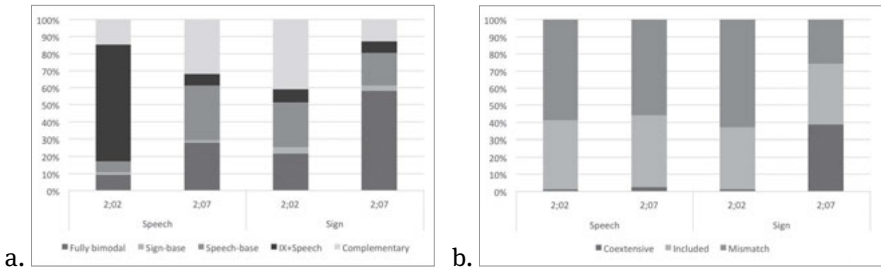 100%
90%
80%
70%
60%
50%
40%
30%
20%
10%
0%
2;02 2;07 2;02 2;07
Speech Sign
Fully bimodal Sign-base Speech-base IX+Speech Complementary
a.
100%
90%
80%
70%
60%
50%
40%
30%
20%
10%
0%
2;02 2;07 2;02 2;07
Speech Sign
Coextensive Included Mismatch
b.